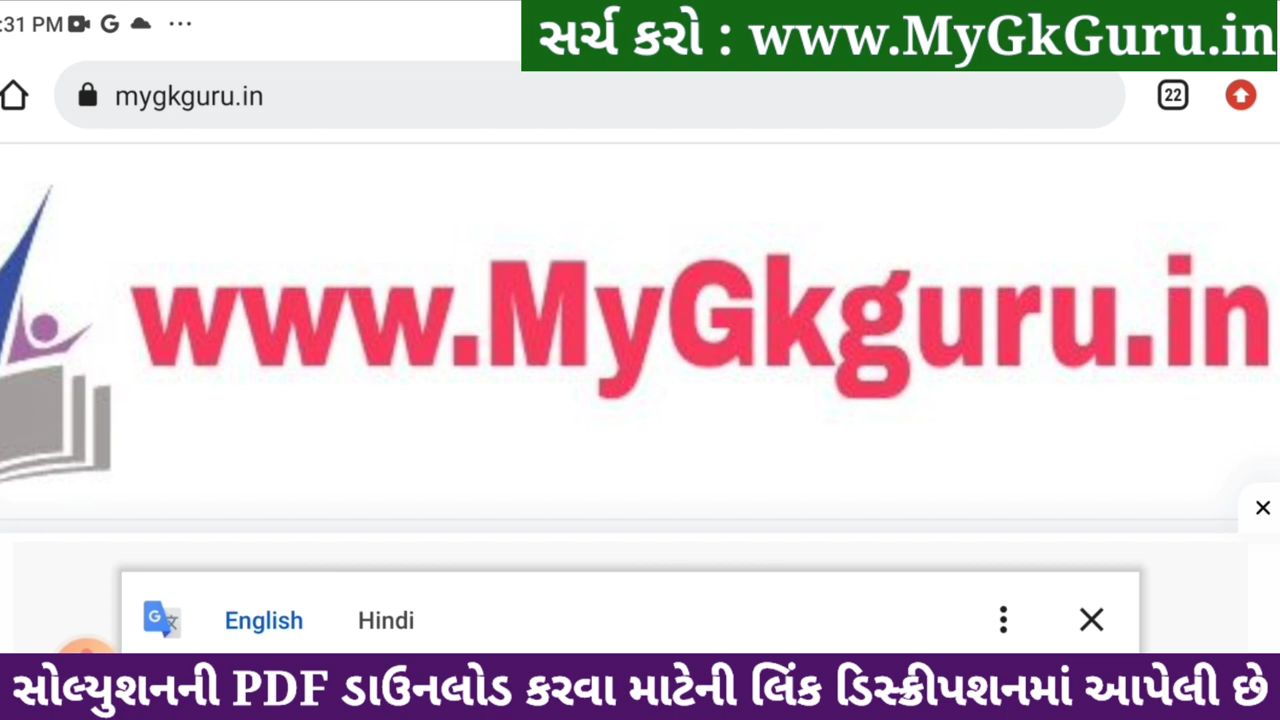 :31 PM G ...
સર્ચ કરો : www.MyGkGuru.in
mygkguru.in
22
www.MyGkguru.in
English Hindi
સોલ્યુશનની PDF ડાઉનલોડ કરવા માટેની લિંક ડિસ્ક્રીપશનમાં આપેલી છે